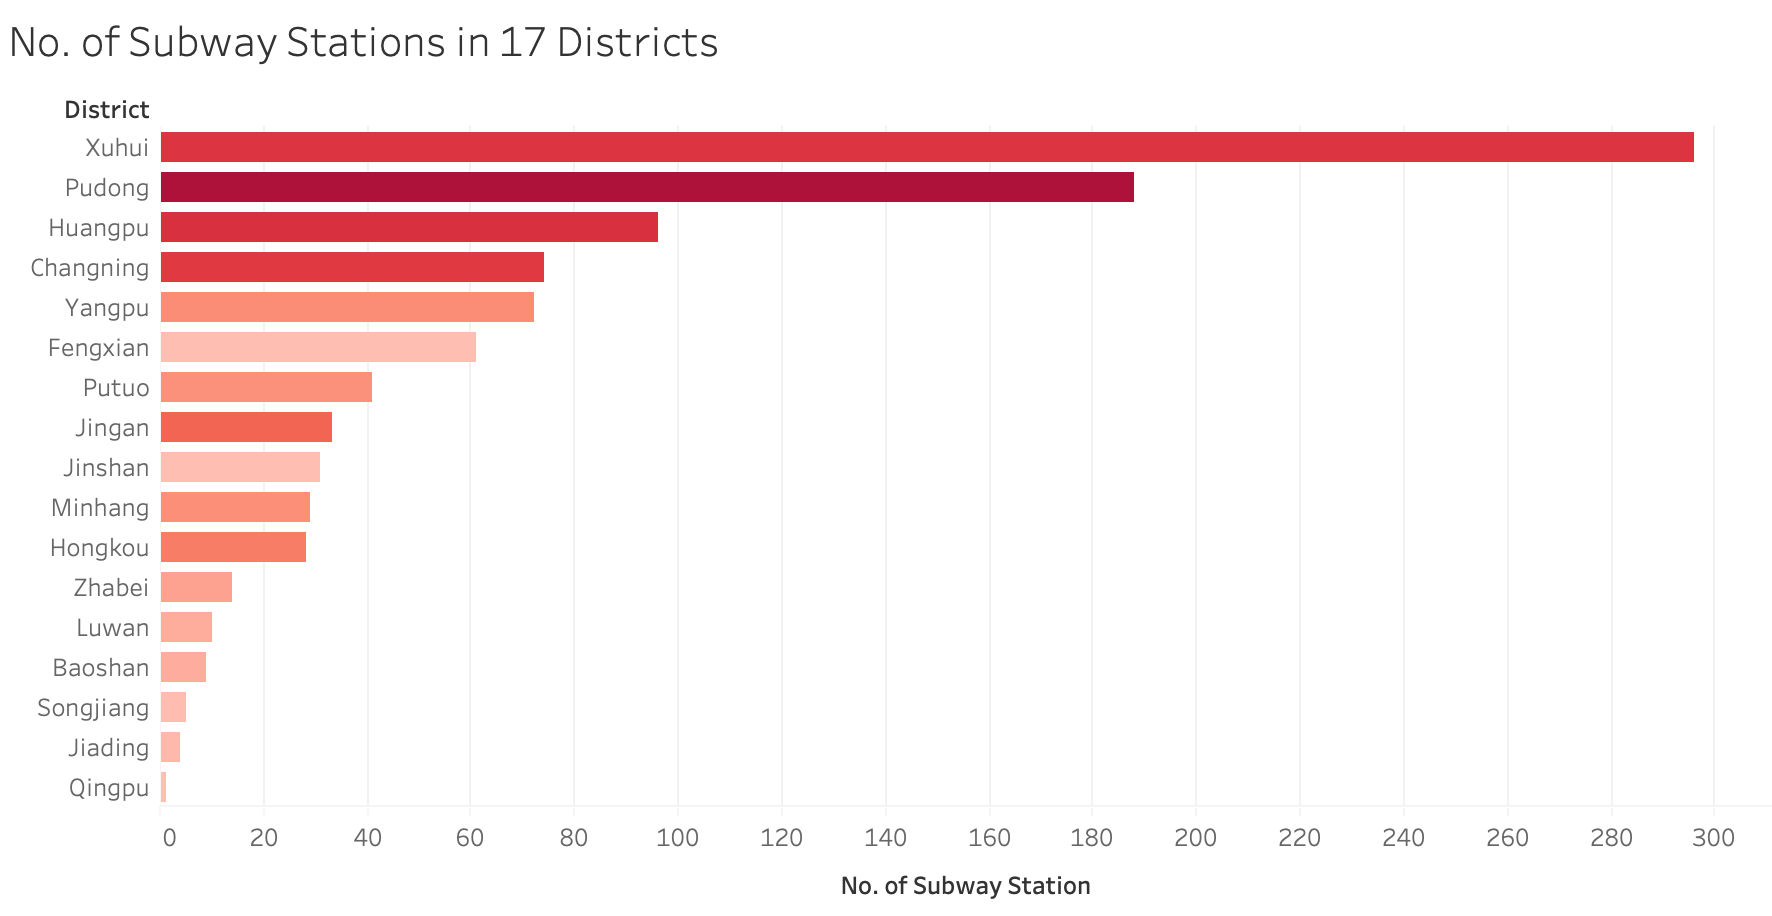 No. of Subway Stations in 17 Districts
District
Xuhui
Pudong
Huangpu
Changning
Yangpu
Fengxian
Putuo
Jingan
Jinshan
Minhang
Hongkou
Zhabei
Luwan
Baoshan
Songjiang
Jiading
Qingpu
0 20 40 60 80 100 120 140 160 180 200 220 240 260 280 300
No. of Subway Station